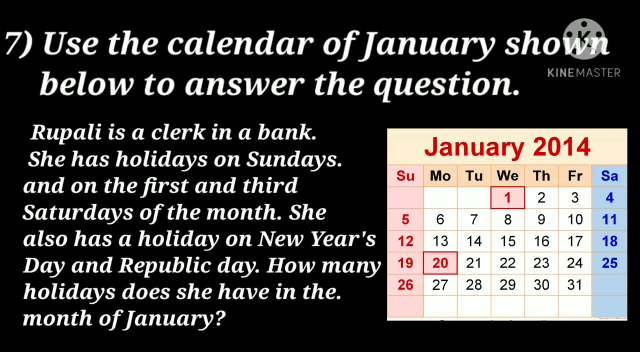 7) Use the calendar of January shown
below to answer the question.
KINEMASTER
Rupali is a clerk in a bank.
She has holidays on Sundays.
and on the first and third
Saturdays of the month. She
also has a holiday on New Year's
Day and Republic day. How many
holidays does she have in the.
month of January?
January 2014
Su Mo Tu We Th Fr Sa
1 2 3 4
5 6 7 8 9 10 11
12 13 14 15 16 17 18
19 20 21 22 23 24 25
26 27 28 29 30 31